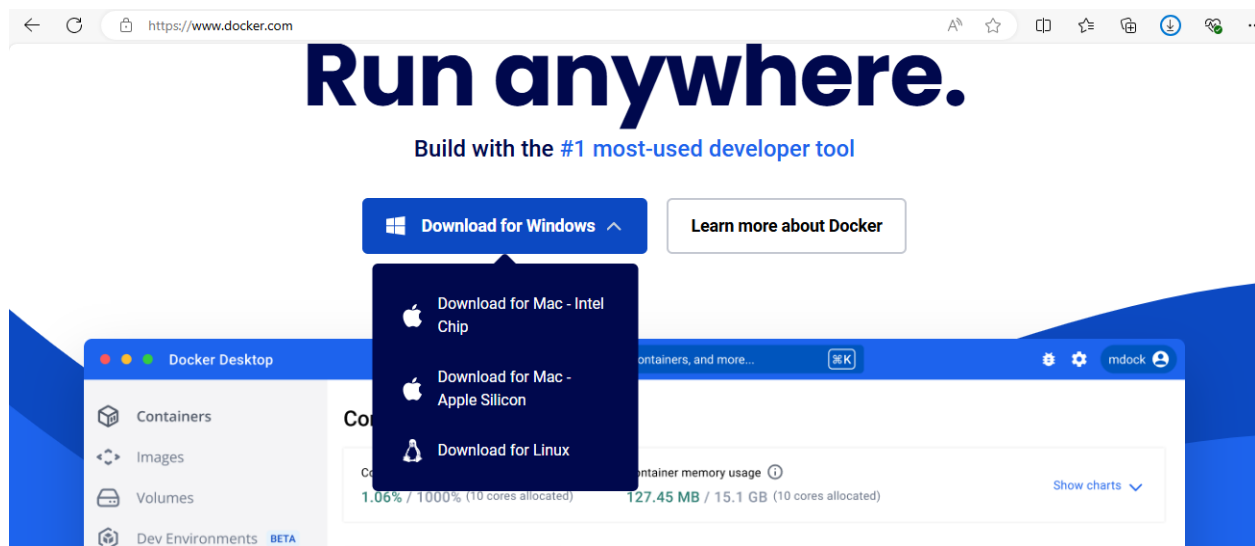 https://www.docker.com
Run anywhere.
Build with the #1 most-used developer tool
Download for Windows
Learn more about Docker
Download for Mac - Intel
Chip
Download for Mac -
Apple Silicon
Download for Linux
Docker Desktop
and more...
⌘K
mdock
Containers
Images
Volumes
Dev Environments BETA
memory usage
1.06% / 1000% (10 cores allocated)
127.45 MB / 15.1 GB (10 cores allocated)
Show charts